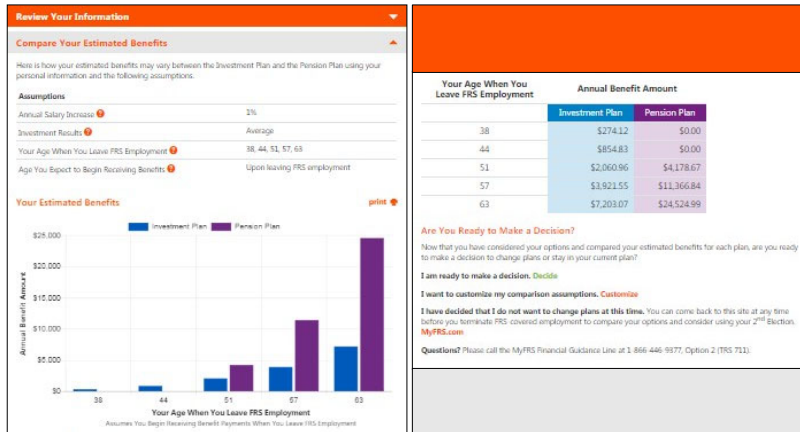 Review Your Information
Compare Your Estimated Benefits
Here is how your estimated benefits may vary between the Investment Plan and the Pension Plan using your
personal information and the following assumptions.
Assumptions
Annual Salary Increase ?
1%
Investment Results ?
Average
Your Age When You Leave FRS Employment ?
38, 44, 51, 57, 63
Age You Expect to Begin Receiving Benefits ?
Upon leaving FRS employment
Your Estimated Benefits
print
Investment Plan Pension Plan
Annual Benefit Amount
$25,000
$20,000
$15,000
$10,000
$5,000
$0
38 44 51 57 63
Your Age When You Leave FRS Employment
Assumes You Begin Receiving Benefit Payments When You Leave FRS Employment
Your Age When You
Leave FRS Employment
Annual Benefit Amount
Investment Plan Pension Plan
38 $274.12 $0.00
44 $854.83 $0.00
51 $2,060.96 $4,178.67
57 $3,921.55 $11,366.84
63 $7,203.07 $24,524.99
Are You Ready to Make a Decision?
Now that you have considered your options and compared your estimated benefits for each plan, are you ready
to make a decision to change plans or stay in your current plan?
I am ready to make a decision. Decide
I want to customize my comparison assumptions. Customize
I have decided that I do not want to change plans at this time. You can come back to this site at any time
before you terminate FRS-covered employment to compare your options and consider using your 2nd Election.
MyFRS.com
Questions? Please call the MyFRS Financial Guidance Line at 1-866-446-9377, Option 2 (TRS 711).